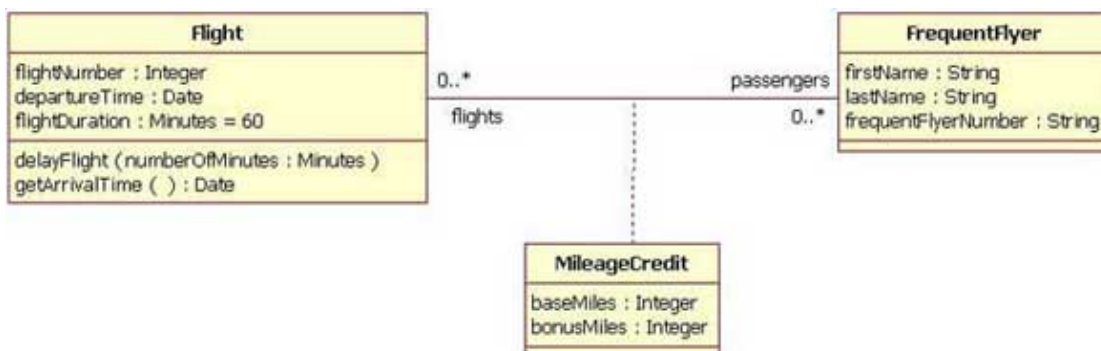 Flight
flightNumber : Integer
departureTime : Date
flightDuration : Minutes = 60
delayFlight ( numberOfMinutes : Minutes )
getArrivalTime ( ) : Date
0..*
flights
passengers
0..*
FrequentFlyer
firstName : String
lastName : String
frequentFlyerNumber : String
MileageCredit
baseMiles : Integer
bonusMiles : Integer